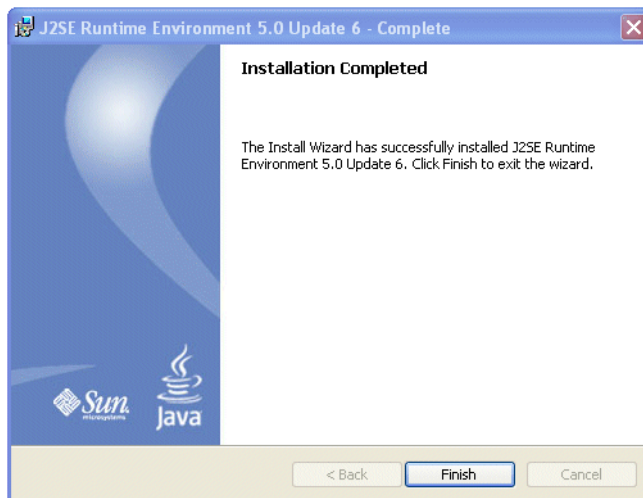 J2SE Runtime Environment 5.0 Update 6 - Complete
Installation Completed
The Install Wizard has successfully installed J2SE Runtime
Environment 5.0 Update 6. Click Finish to exit the wizard.
Sun
microsystems
Java
< Back
Finish
Cancel